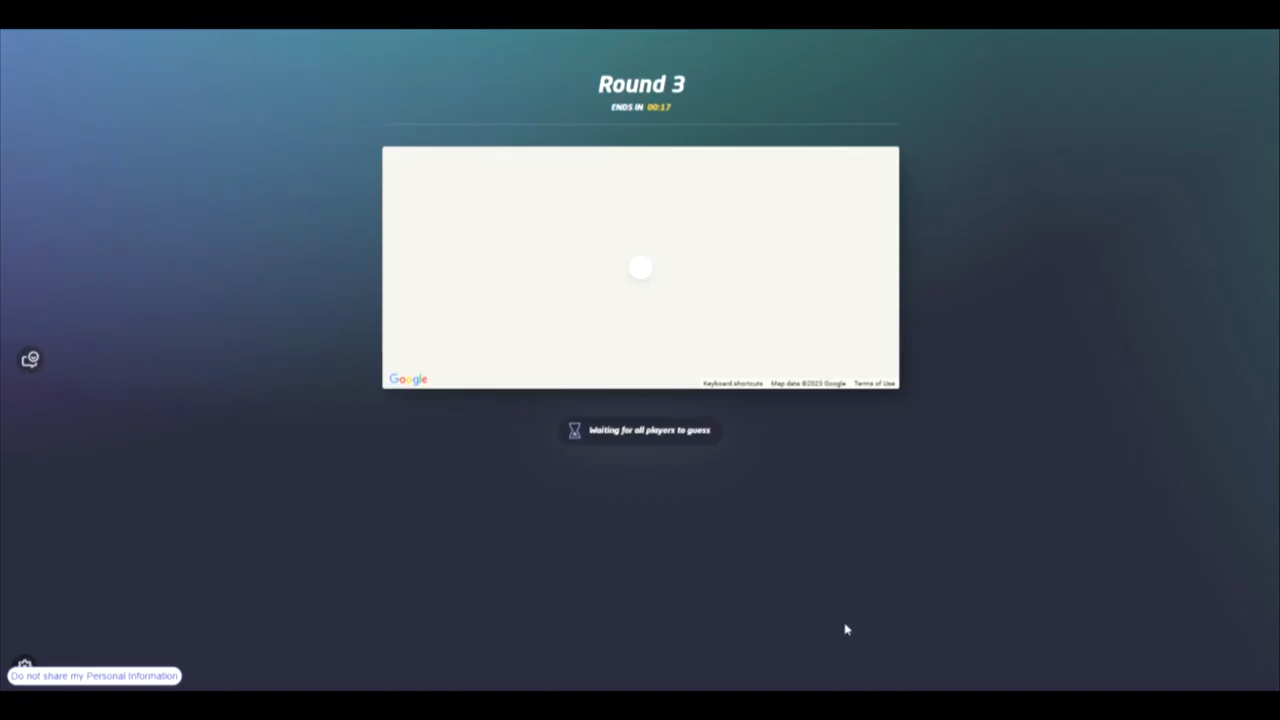 Round 3
ENDS IN 00:17
Google
Keyboard shortcuts Map data ©2023 Google Terms of Use
Waiting for all players to guess
Do not share my Personal Information